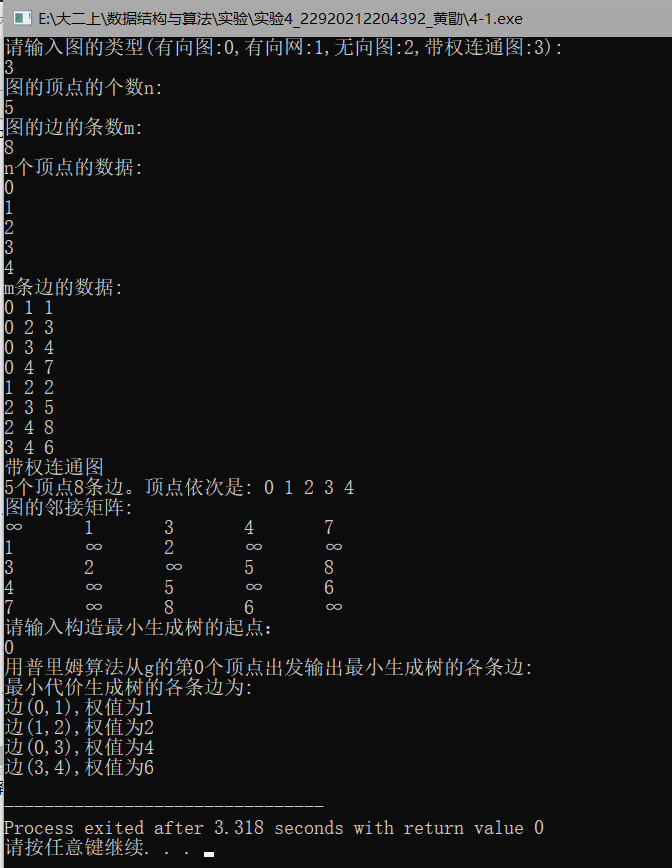 E:\大二上\数据结构与算法\实验\实验4_22920212204392_黄勖\4-1.exe
请输入图的类型(有向图:0,有向网:1,无向图:2,带权连通图:3):
3
图的顶点的个数n:
5
图的边的条数m:
8
n个顶点的数据:
0
1
2
3
4
m条边的数据:
0 1 1
0 2 3
0 3 4
0 4 7
1 2 2
2 3 5
2 4 8
3 4 6
带权连通图
5个顶点8条边。顶点依次是: 0 1 2 3 4
图的邻接矩阵:
∞ 1 3 4 7
1 ∞ 2 ∞ ∞
3 2 ∞ 5 8
4 ∞ 5 ∞ 6
7 ∞ 8 6 ∞
请输入构造最小生成树的起点：
0
用普里姆算法从g的第0个顶点出发输出最小生成树的各条边:
最小代价生成树的各条边为:
边(0,1),权值为1
边(1,2),权值为2
边(0,3),权值为4
边(3,4),权值为6
--------------------------------
Process exited after 3.318 seconds with return value 0
请按任意键继续. . .